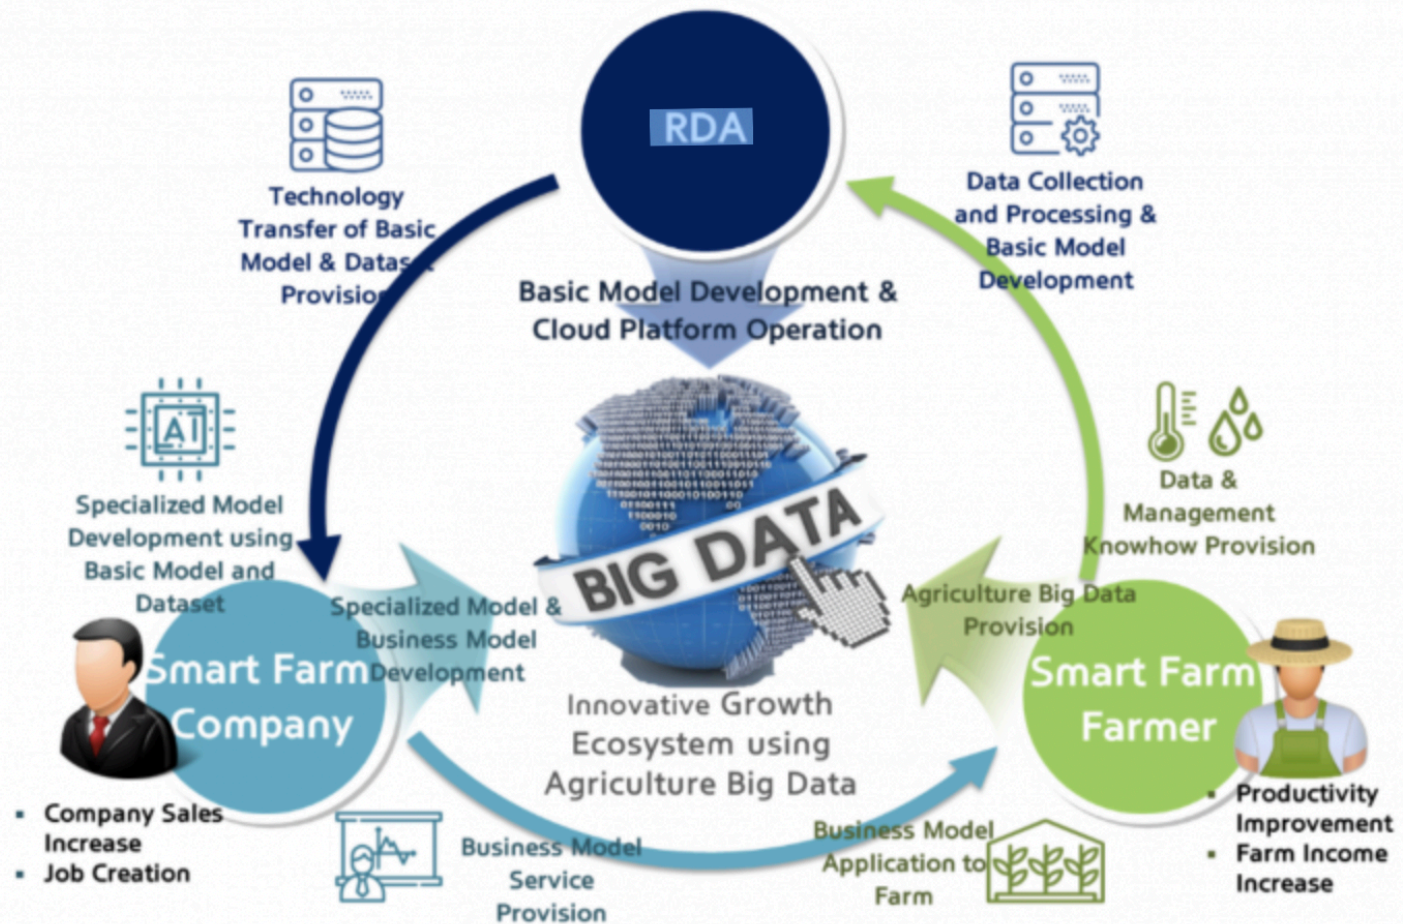 RDA
Technology
Transfer of Basic
Model & Dataset
Provision
Data Collection
and Processing &
Basic Model
Development
Basic Model Development &
Cloud Platform Operation
AI
Specialized Model
Development using
Basic Model and
Dataset
Data &
Management
Knowhow Provision
BIG DATA
Specialized Model &
Business Model
Development
Agriculture Big Data
Provision
Smart Farm
Company
Smart Farm
Farmer
Innovative Growth
Ecosystem using
Agriculture Big Data
▪ Company Sales
Increase
▪ Job Creation
Business Model
Service
Provision
Business Model
Application to
Farm
▪ Productivity
Improvement
▪ Farm Income
Increase